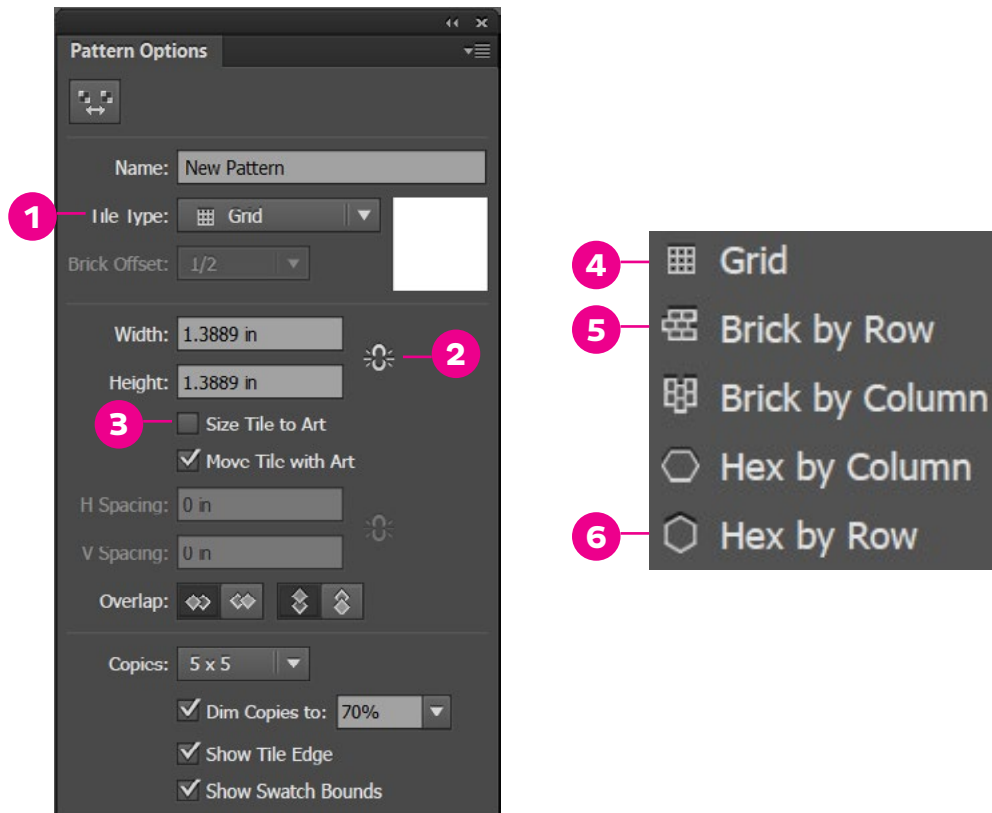 Pattern Options
Name: New Pattern
1 Tile Type: Grid
Brick Offset: 1/2
Width: 1.3889 in
2
Height: 1.3889 in
3 Size Tile to Art
Move Tile with Art
H Spacing: 0 in
V Spacing: 0 in
Overlap:
Copies: 5 x 5
Dim Copies to: 70%
Show Tile Edge
Show Swatch Bounds
4 Grid
5 Brick by Row
Brick by Column
Hex by Column
6 Hex by Row